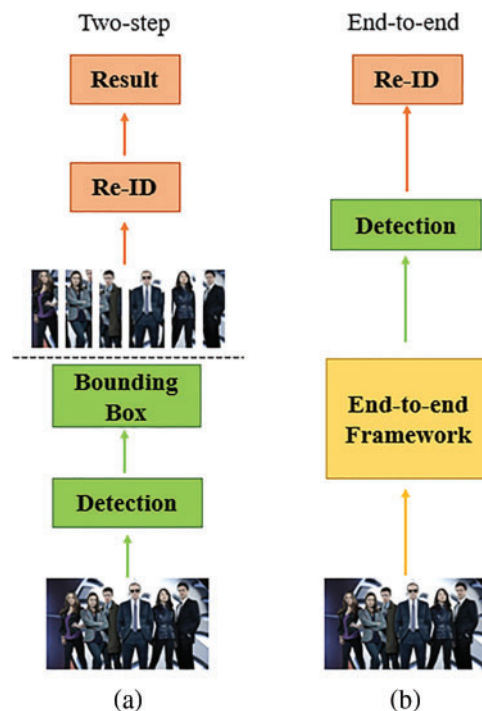 Two-step
Result
Re-ID
Bounding
Box
Detection
(a)
End-to-end
Re-ID
Detection
End-to-end
Framework
(b)